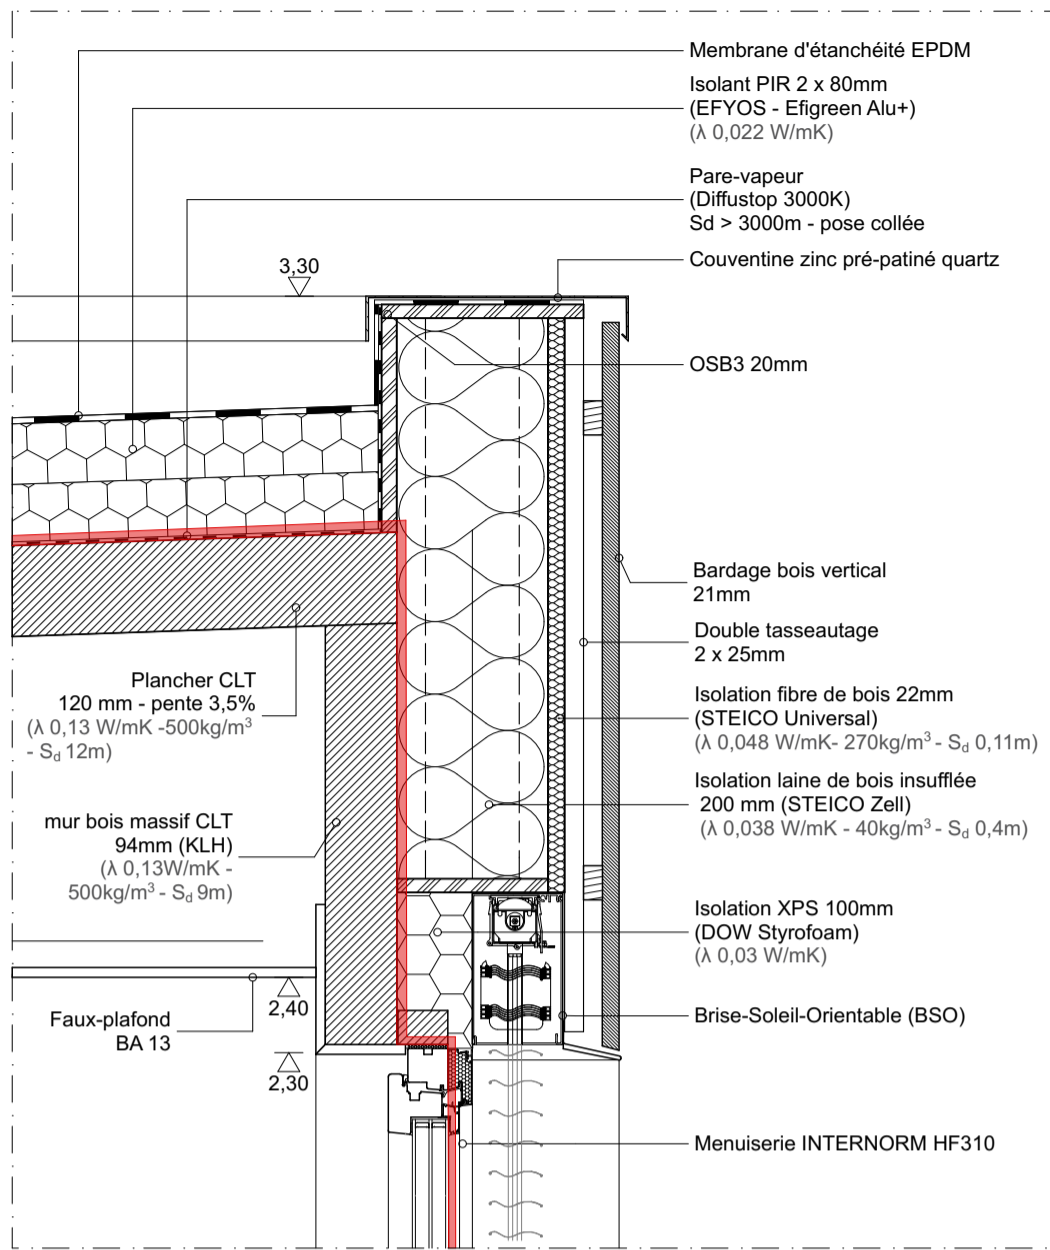 Membrane d'étanchéité EPDM
Isolant PIR 2 x 80mm
(EFYOS - Efigreen Alu+)
(λ 0,022 W/mK)
Pare-vapeur
(Diffustop 3000K)
Sd > 3000m - pose collée
Couventine zinc pré-patiné quartz
3,30
OSB3 20mm
Bardage bois vertical
21mm
Double tasseautage
2 x 25mm
Plancher CLT
120 mm - pente 3,5%
(λ 0,13 W/mK -500kg/m³
- Sd 12m)
Isolation fibre de bois 22mm
(STEICO Universal)
(λ 0,048 W/mK- 270kg/m³ - Sd 0,11m)
Isolation laine de bois insufflée
200 mm (STEICO Zell)
(λ 0,038 W/mK - 40kg/m³ - Sd 0,4m)
mur bois massif CLT
94mm (KLH)
(λ 0,13W/mK -
500kg/m³ - Sd 9m)
Isolation XPS 100mm
(DOW Styrofoam)
(λ 0,03 W/mK)
2,40
Faux-plafond
BA 13
Brise-Soleil-Orientable (BSO)
2,30
Menuiserie INTERNORM HF310